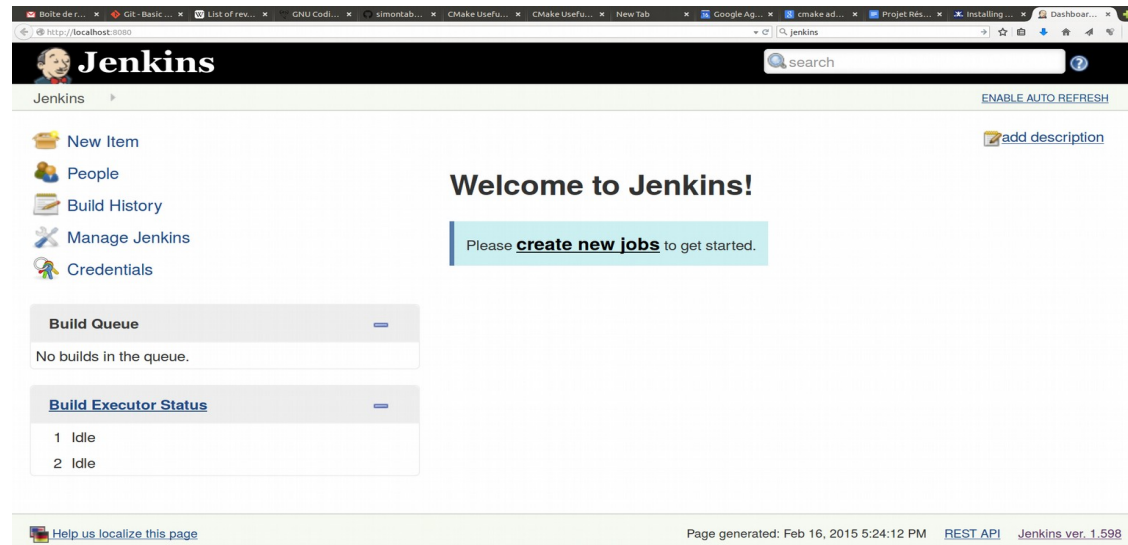 Boîte de r... Git - Basic ... List of rev... GNU Codi... simontab... CMake Usefu... CMake Usefu... New Tab Google Ag... cmake ad... Projet Rés... Installing ... Dashboar...
http://localhost:8080 jenkins
Jenkins search
Jenkins ENABLE AUTO REFRESH
add description
New Item
People
Build History
Manage Jenkins
Credentials
Welcome to Jenkins!
Please create new jobs to get started.
Build Queue
No builds in the queue.
Build Executor Status
1 Idle
2 Idle
Help us localize this page Page generated: Feb 16, 2015 5:24:12 PM REST API Jenkins ver. 1.598